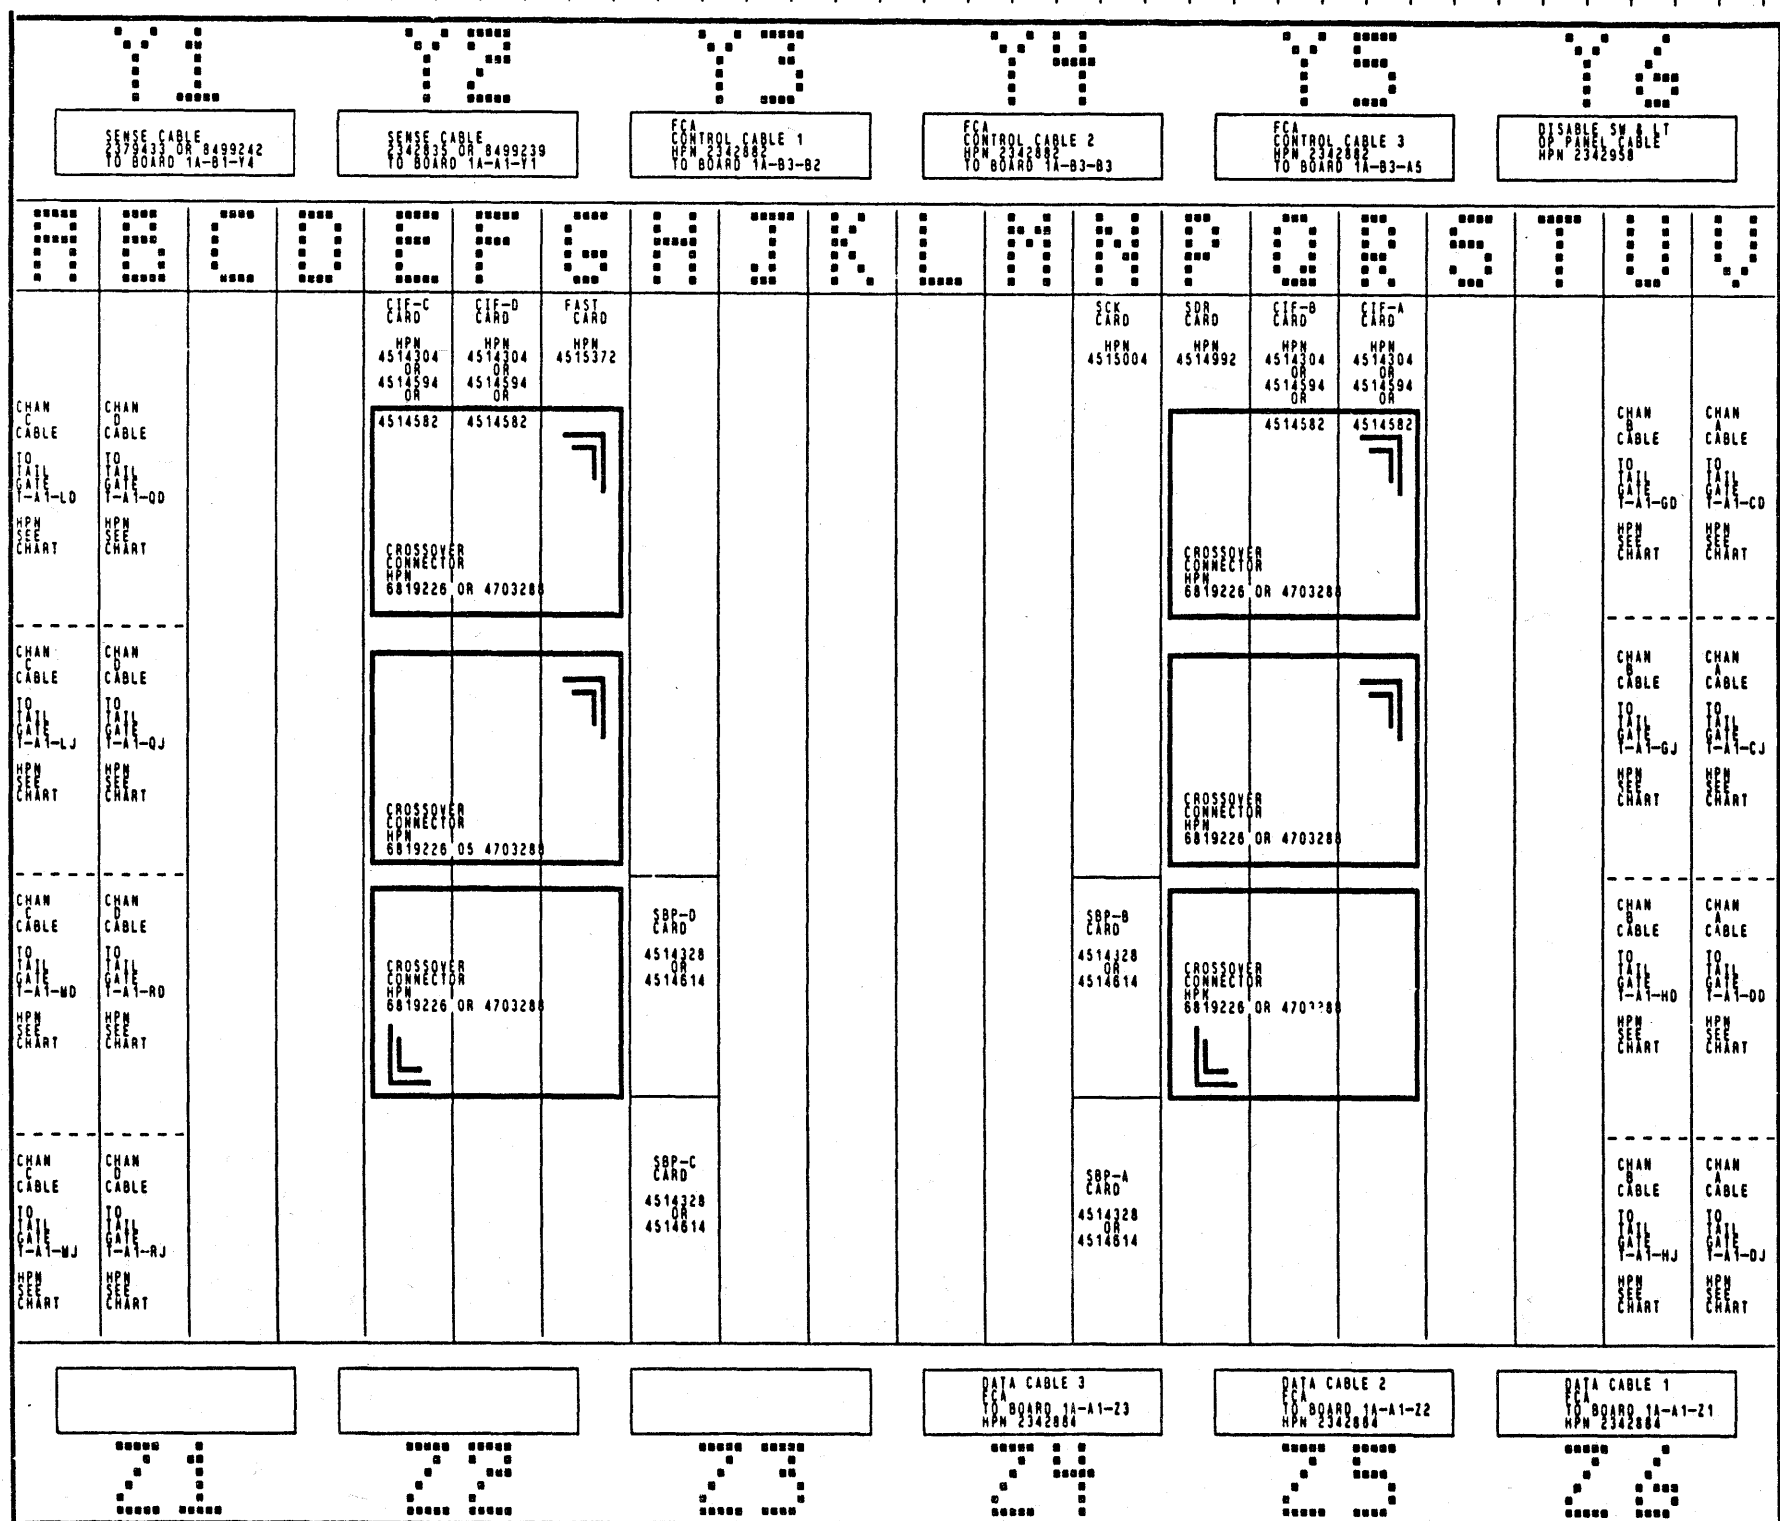 Y1 Y2 Y3 Y4 Y5 Y6
SENSE CABLE
OR 8499242
TO BOARD 1A-B1-Y4
SENSE CABLE
OR 8499239
TO BOARD 1A-A1-Y1
FCA
CONTROL CABLE 1
HPN 2342882
TO BOARD 1A-B3-B2
FCA
CONTROL CABLE 2
HPN 2342882
TO BOARD 1A-B3-B3
FCA
CONTROL CABLE 3
HPN 2342882
TO BOARD 1A-B3-A5
DISABLE SW & LT
OP PANEL CABLE
HPN 2342958
A B C D E F G H J K L M N P Q R S T U V
CIF-C
CARD
HPN
4514304
OR
4514594
OR
4514582
CIF-D
CARD
HPN
4514304
OR
4514594
OR
4514582
FAST
CARD
HPN
4515372
SCK
CARD
HPN
4515004
SDR
CARD
HPN
4514992
CIF-B
CARD
HPN
4514304
OR
4514594
OR
4514582
CIF-A
CARD
HPN
4514304
OR
4514594
OR
4514582
CHAN
C
CABLE
TO
TAIL
GATE
T-A1-LD
HPN
SEE
CHART
CHAN
D
CABLE
TO
TAIL
GATE
T-A1-QD
HPN
SEE
CHART
CROSSOVER
CONNECTOR
HPN
6819226 OR 4703288
CROSSOVER
CONNECTOR
HPN
6819226 OR 4703288
CHAN
B
CABLE
TO
TAIL
GATE
T-A1-GD
HPN
SEE
CHART
CHAN
A
CABLE
TO
TAIL
GATE
T-A1-CD
HPN
SEE
CHART
CHAN
C
CABLE
TO
TAIL
GATE
T-A1-LJ
HPN
SEE
CHART
CHAN
D
CABLE
TO
TAIL
GATE
T-A1-QJ
HPN
SEE
CHART
CROSSOVER
CONNECTOR
HPN
6819226 05 4703288
CROSSOVER
CONNECTOR
HPN
6819226 OR 4703288
CHAN
B
CABLE
TO
TAIL
GATE
T-A1-GJ
HPN
SEE
CHART
CHAN
A
CABLE
TO
TAIL
GATE
T-A1-CJ
HPN
SEE
CHART
CHAN
C
CABLE
TO
TAIL
GATE
T-A1-MD
HPN
SEE
CHART
CHAN
D
CABLE
TO
TAIL
GATE
T-A1-RD
HPN
SEE
CHART
CROSSOVER
CONNECTOR
HPN
6819226 OR 4703288
SBP-D
CARD
4514328
OR
4514614
SBP-B
CARD
4514328
OR
4514614
CROSSOVER
CONNECTOR
HPN
6819226 OR
CHAN
B
CABLE
TO
TAIL
GATE
T-A1-HD
HPN
SEE
CHART
CHAN
A
CABLE
TO
TAIL
GATE
T-A1-DD
HPN
SEE
CHART
CHAN
C
CABLE
TO
TAIL
GATE
T-A1-MJ
HPN
SEE
CHART
CHAN
D
CABLE
TO
TAIL
GATE
T-A1-RJ
HPN
SEE
CHART
SBP-C
CARD
4514328
OR
4514614
SBP-A
CARD
4514328
OR
4514614
CHAN
B
CABLE
TO
TAIL
GATE
T-A1-HJ
HPN
SEE
CHART
CHAN
A
CABLE
TO
TAIL
GATE
T-A1-DJ
HPN
SEE
CHART
DATA CABLE 3
FCA
TO BOARD 1A-A1-Z3
HPN 2342884
DATA CABLE 2
FCA
TO BOARD 1A-A1-Z2
HPN 2342884
DATA CABLE 1
FCA
TO BOARD 1A-A1-Z1
HPN 2342884
Z1 Z2 Z3 Z4 Z5 Z6